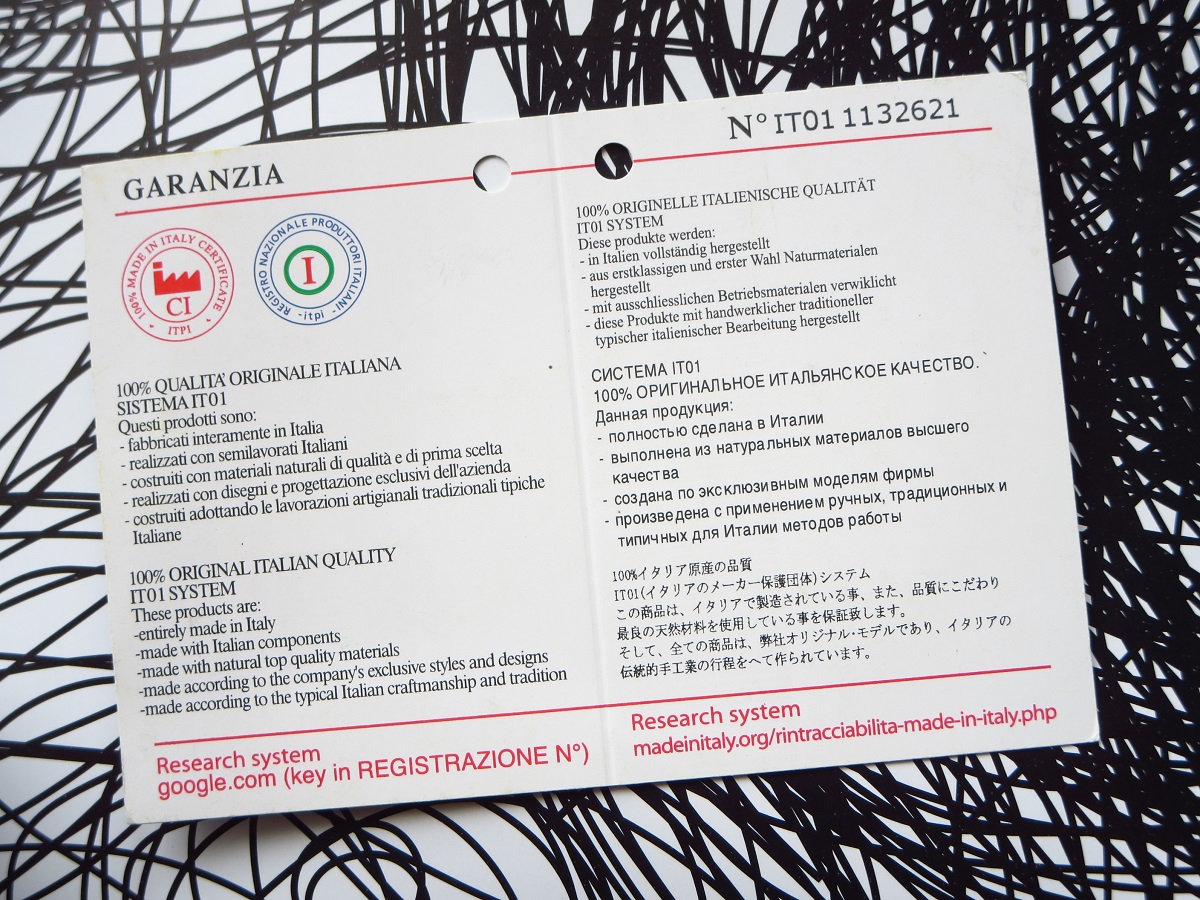 GARANZIA
100% MADE IN ITALY CERTIFICATE
CI
ITPI
REGISTRO NAZIONALE PRODUTTORI ITALIANI
I
-itpi-
100% QUALITA' ORIGINALE ITALIANA
SISTEMA IT01
Questi prodotti sono:
- fabbricati interamente in Italia
- realizzati con semilavorati Italiani
- costruiti con materiali naturali di qualità e di prima scelta
- realizzati con disegni e progettazione esclusivi dell'azienda
- costruiti adottando le lavorazioni artigianali tradizionali tipiche
Italiane
100% ORIGINAL ITALIAN QUALITY
IT01 SYSTEM
These products are:
-entirely made in Italy
-made with Italian components
-made with natural top quality materials
-made according to the company's exclusive styles and designs
-made according to the typical Italian craftmanship and tradition
Research system
google.com (key in REGISTRAZIONE N°)
N° IT01 1132621
100% ORIGINELLE ITALIENISCHE QUALITÄT
IT01 SYSTEM
Diese produkte werden:
- in Italien vollständig hergestellt
- aus erstklassigen und erster Wahl Naturmaterialen
hergestellt
- mit ausschliesslichen Betriebsmaterialen verwiklicht
- diese Produkte mit handwerklicher traditioneller
typischer italienischer Bearbeitung hergestellt
СИСТЕМА IT01
100% ОРИГИНАЛЬНОЕ ИТАЛЬЯНСКОЕ КАЧЕСТВО.
Данная продукция:
- полностью сделана в Италии
- выполнена из натуральных материалов высшего
качества
- создана по эксклюзивным моделям фирмы
- произведена с применением ручных, традиционных и
типичных для Италии методов работы
100%イタリア原産の品質
IT01(イタリアのメーカー保護団体)システム
この商品は、イタリアで製造されている事、また、品質にこだわり
最良の天然材料を使用している事を保証致します。
そして、全ての商品は、弊社オリジナル・モデルであり、イタリアの
伝統的手工業の行程をへて作られています。
Research system
madeinitaly.org/rintracciabilita-made-in-italy.php